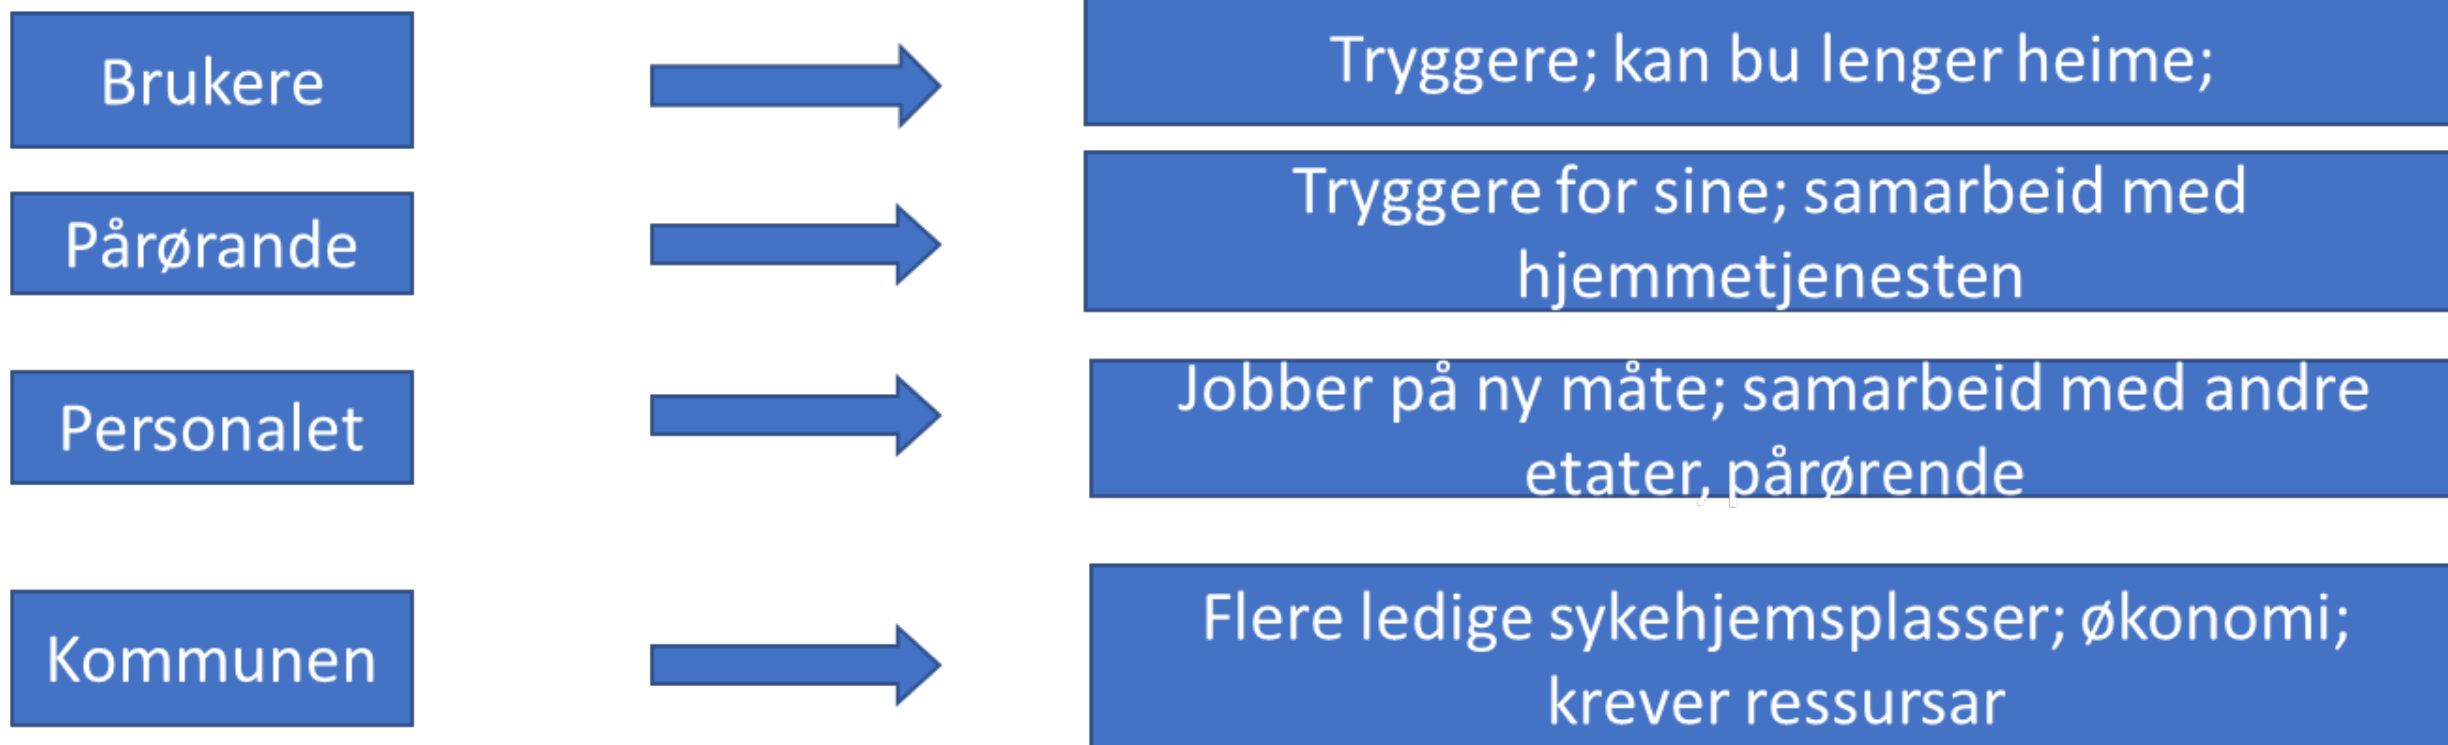 Brukere
Tryggere; kan bu lenger heime;
Pårørande
Tryggere for sine; samarbeid med
hjemmetjenesten
Personalet
Jobber på ny måte; samarbeid med andre
etater, pårørende
Kommunen
Flere ledige sykehjemsplasser; økonomi;
krever ressursar